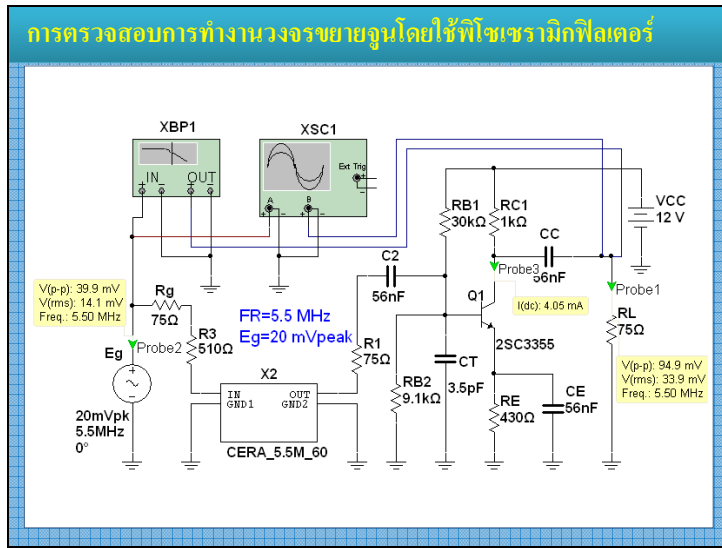 การตรวจสอบการทำงานวงจรขยายจูนโดยใช้พิโซเซรามิกฟิลเตอร์
XBP1
XSC1
IN
OUT
Ext Trig
A
B
RB1
30kΩ
RC1
1kΩ
VCC
12 V
CC
56nF
C2
56nF
Probe3
Q1
I(dc): 4.05 mA
Probe1
2SC3355
V(p-p): 39.9 mV
V(rms): 14.1 mV
Freq.: 5.50 MHz
Rg
75Ω
FR=5.5 MHz
Eg=20 mVpeak
Probe2
Eg
R3
510Ω
R1
75Ω
RL
75Ω
V(p-p): 94.9 mV
V(rms): 33.9 mV
Freq.: 5.50 MHz
CT
3.5pF
RB2
9.1kΩ
X2
IN
GND1
OUT
GND2
CERA_5.5M_60
RE
430Ω
CE
56nF
20mVpk
5.5MHz
0°